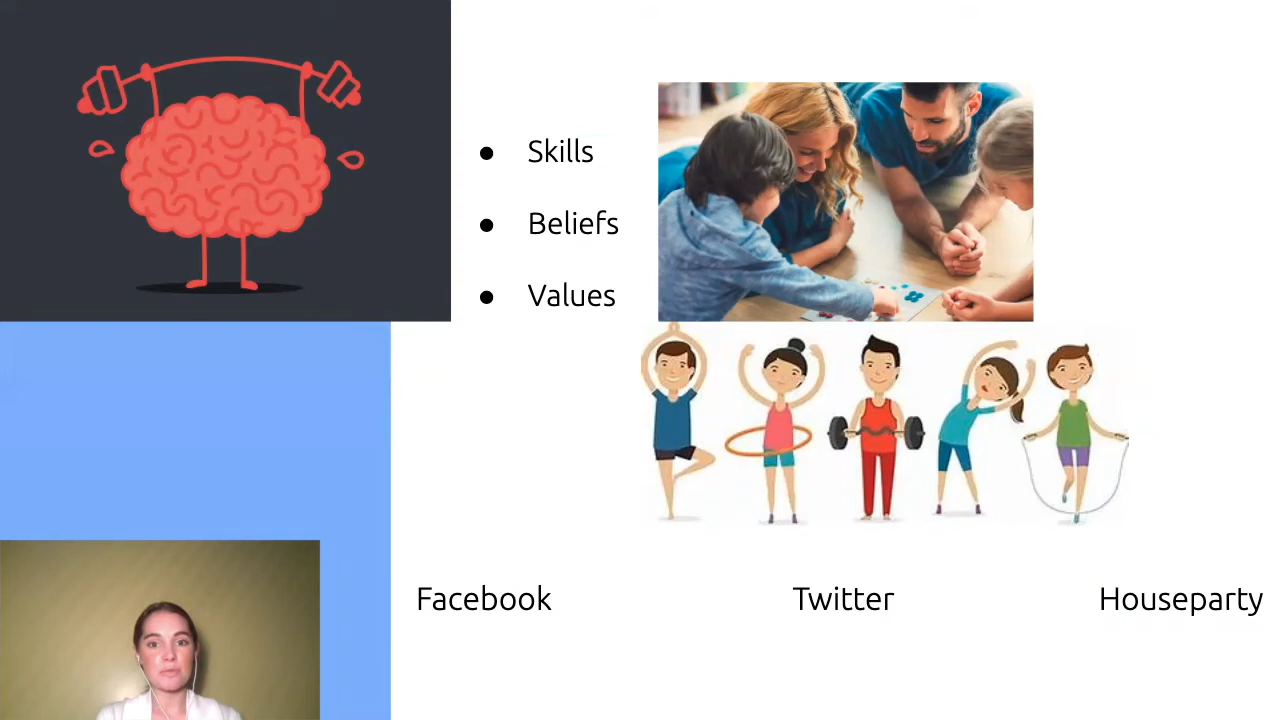 ● Skills
● Beliefs
● Values
Facebook Twitter Houseparty